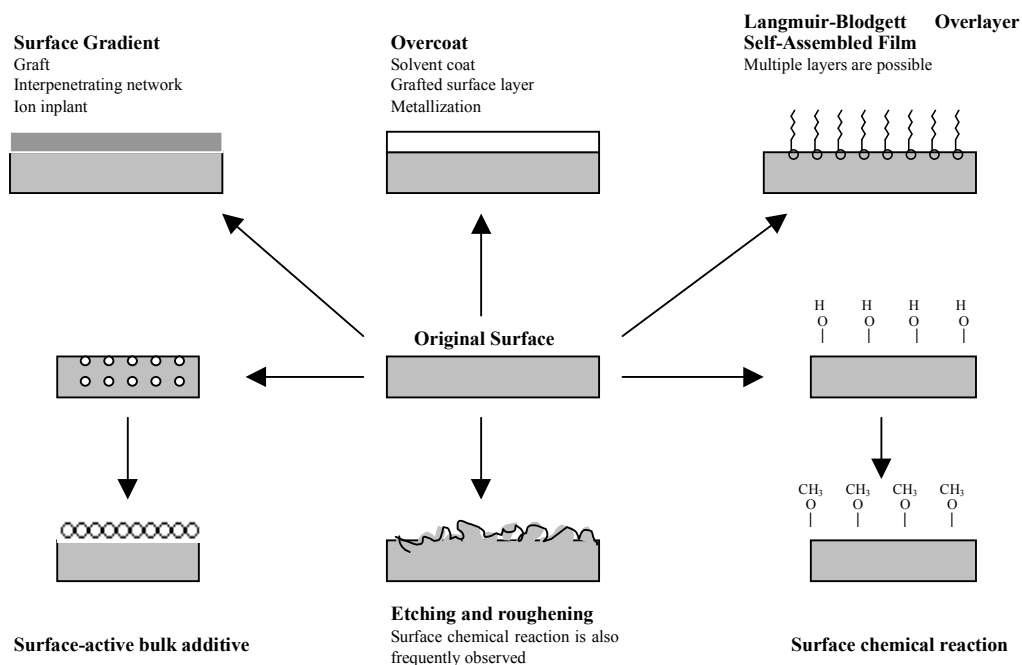 Surface Gradient
Graft
Interpenetrating network
Ion inplant
Overcoat
Solvent coat
Grafted surface layer
Metallization
Langmuir-Blodgett Overlayer
Self-Assembled Film
Multiple layers are possible
Original Surface
H H H H
O O O O
CH3 CH3 CH3 CH3
O O O O
Surface-active bulk additive
Etching and roughening
Surface chemical reaction is also
frequently observed
Surface chemical reaction